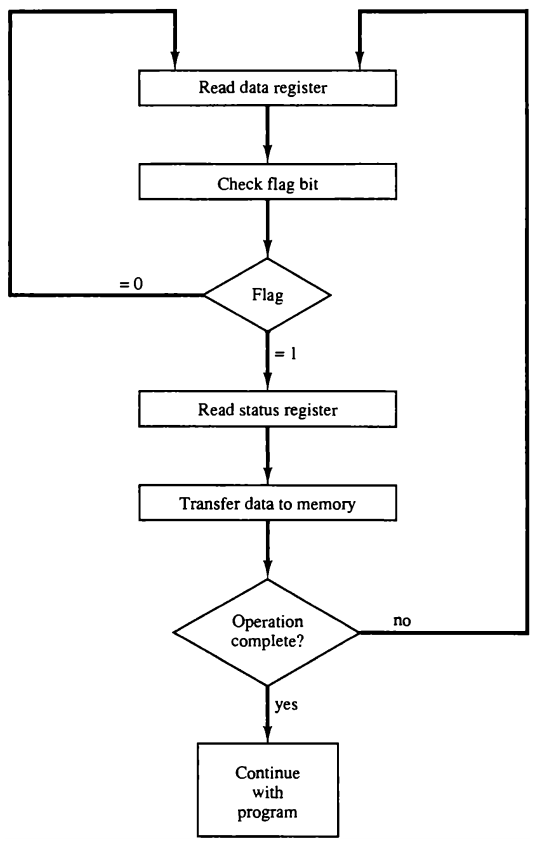 Read data register
Check flag bit
Flag
= 0
= 1
Read status register
Transfer data to memory
Operation
complete?
no
yes
Continue
with
program